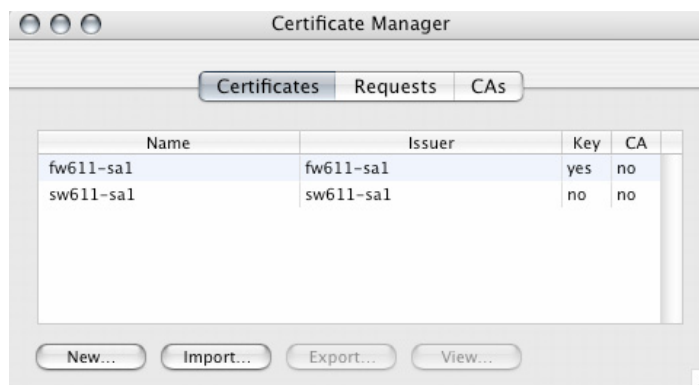 Certificate Manager
Certificates Requests CAs
Name Issuer Key CA
fw611-sa1 fw611-sa1 yes no
sw611-sa1 sw611-sa1 no no
New... Import... Export... View...